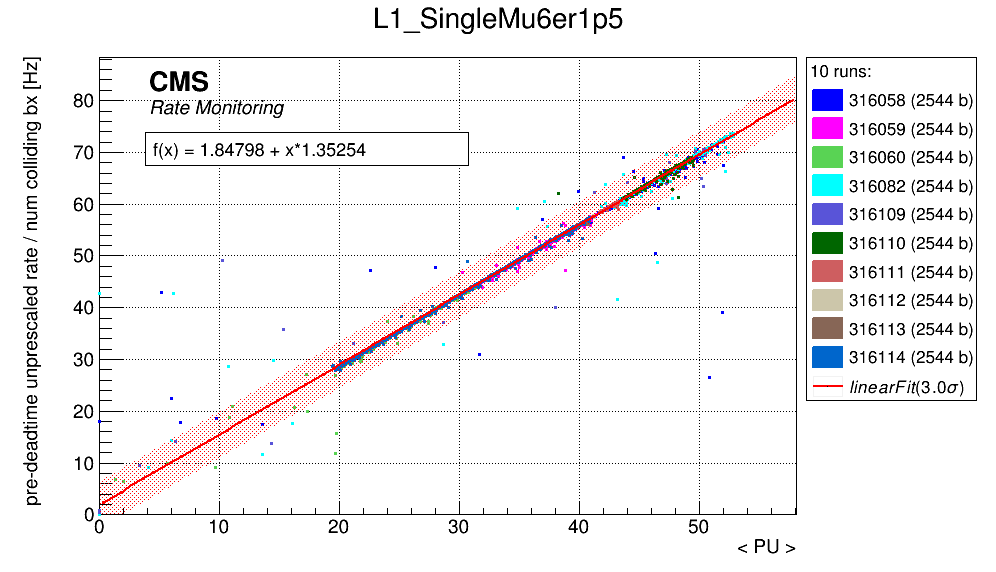 L1_SingleMu6er1p5
pre-deadtime unprescaled rate / num colliding bx [Hz]
CMS
Rate Monitoring
f(x) = 1.84798 + x*1.35254
80
70
60
50
40
30
20
10
0
0 10 20 30 40 50
< PU >
10 runs:
316058 (2544 b)
316059 (2544 b)
316060 (2544 b)
316082 (2544 b)
316109 (2544 b)
316110 (2544 b)
316111 (2544 b)
316112 (2544 b)
316113 (2544 b)
316114 (2544 b)
linearFit(3.0σ)